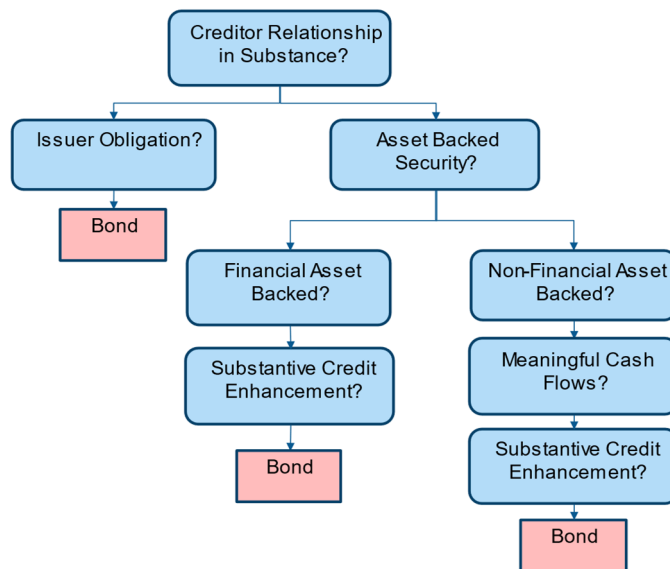 Creditor Relationship
in Substance?
Issuer Obligation?
Asset Backed
Security?
Bond
Financial Asset
Backed?
Non-Financial Asset
Backed?
Substantive Credit
Enhancement?
Meaningful Cash
Flows?
Bond
Substantive Credit
Enhancement?
Bond